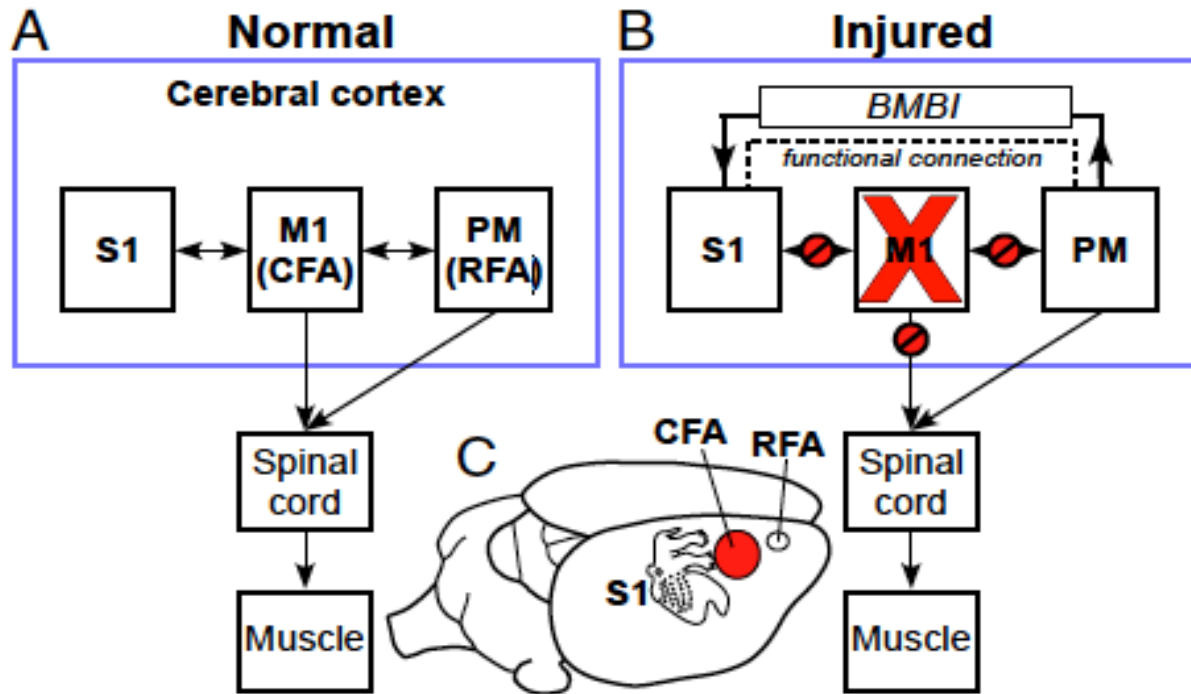 A
Normal
Cerebral cortex
S1
M1
(CFA)
PM
(RFA)
Spinal
cord
Muscle
B
Injured
BMBI
functional connection
S1
M1
PM
Spinal
cord
Muscle
C
CFA
RFA
S1